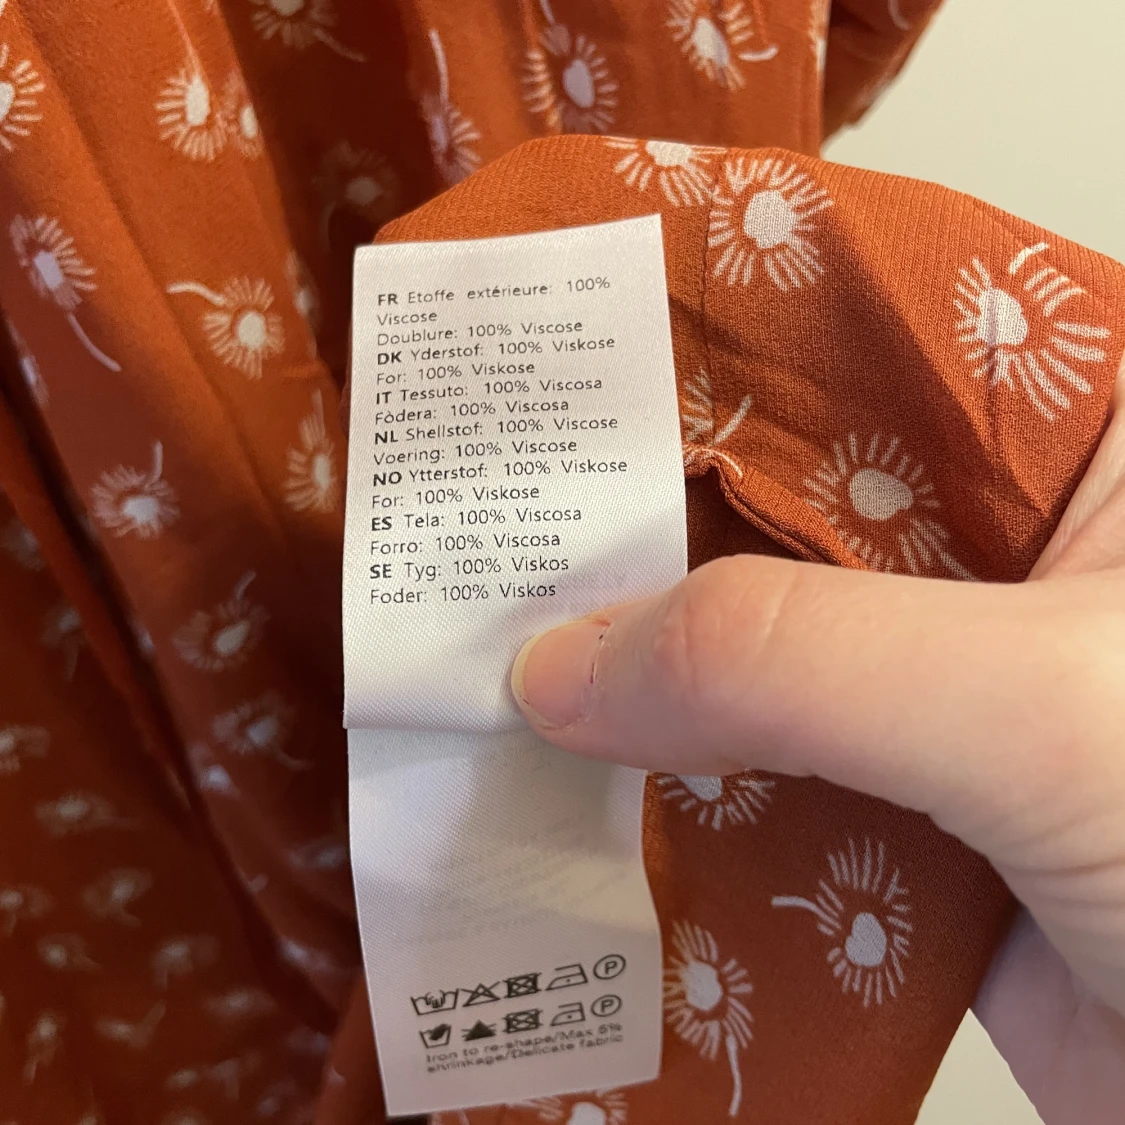 FR Etoffe extérieure: 100%
Viscose
Doublure: 100% Viscose
DK Yderstof: 100% Viskose
For: 100% Viskose
IT Tessuto: 100% Viscosa
Fòdera: 100% Viscosa
NL Shellstof: 100% Viscose
Voering: 100% Viscose
NO Ytterstof: 100% Viskose
For: 100% Viskose
ES Tela: 100% Viscosa
Forro: 100% Viscosa
SE Tyg: 100% Viskos
Foder: 100% Viskos
P
P
Iron to re-shape/Max 5%
shrinkage/Delicate fabric